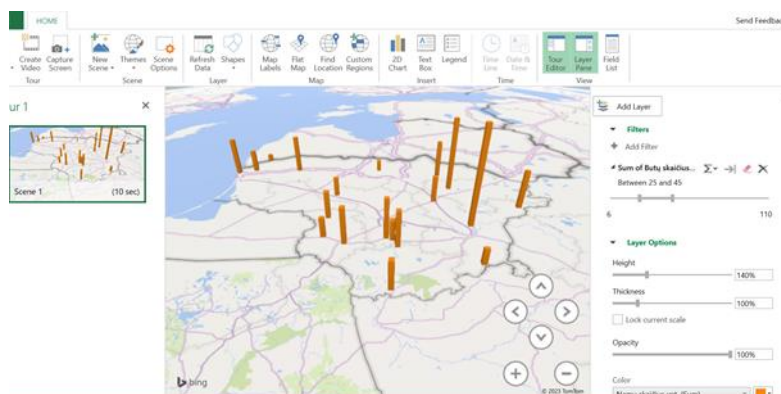 HOME
Send Feedback
Create Video
Capture Screen
New Scene
Themes
Scene Options
Refresh Data
Shapes
Map Labels
Flat Map
Find Location
Custom Regions
2D Chart
Text Box
Legend
Time Line
Date & Time
Tour Editor
Layer Pane
Field List
Tour
Scene
Layer
Map
Insert
Time
View
ur 1
Scene 1 (10 sec)
Add Layer
Filters
Add Filter
Sum of Butų skaičius...
Between 25 and 45
6 110
Layer Options
Height
140%
Thickness
100%
Lock current scale
Opacity
100%
Color
bing
© 2023 TomTom